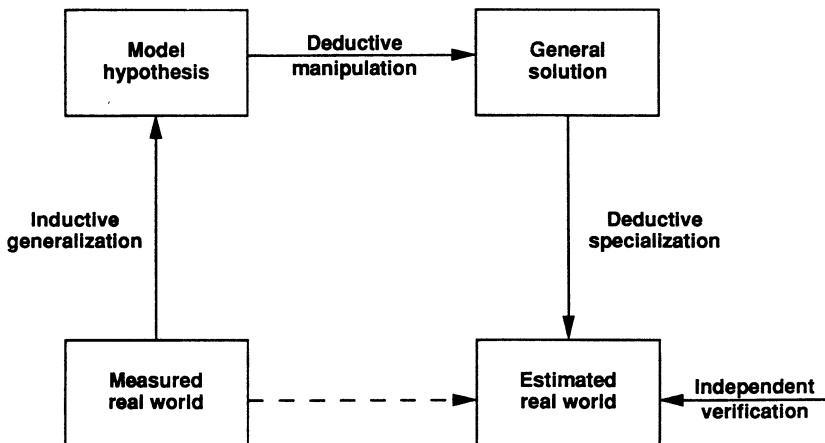 Model
hypothesis
Deductive
manipulation
General
solution
Inductive
generalization
Deductive
specialization
Measured
real world
Estimated
real world
Independent
verification